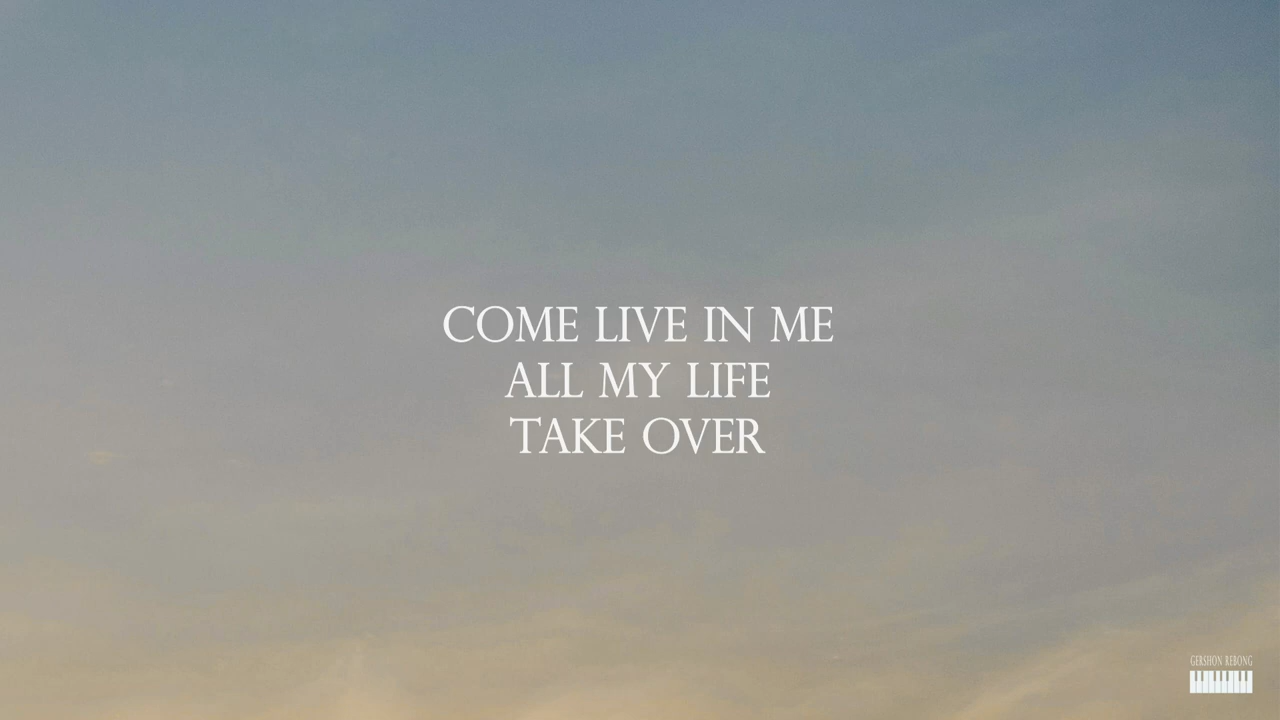 COME LIVE IN ME
ALL MY LIFE
TAKE OVER
GERSHON REBONG